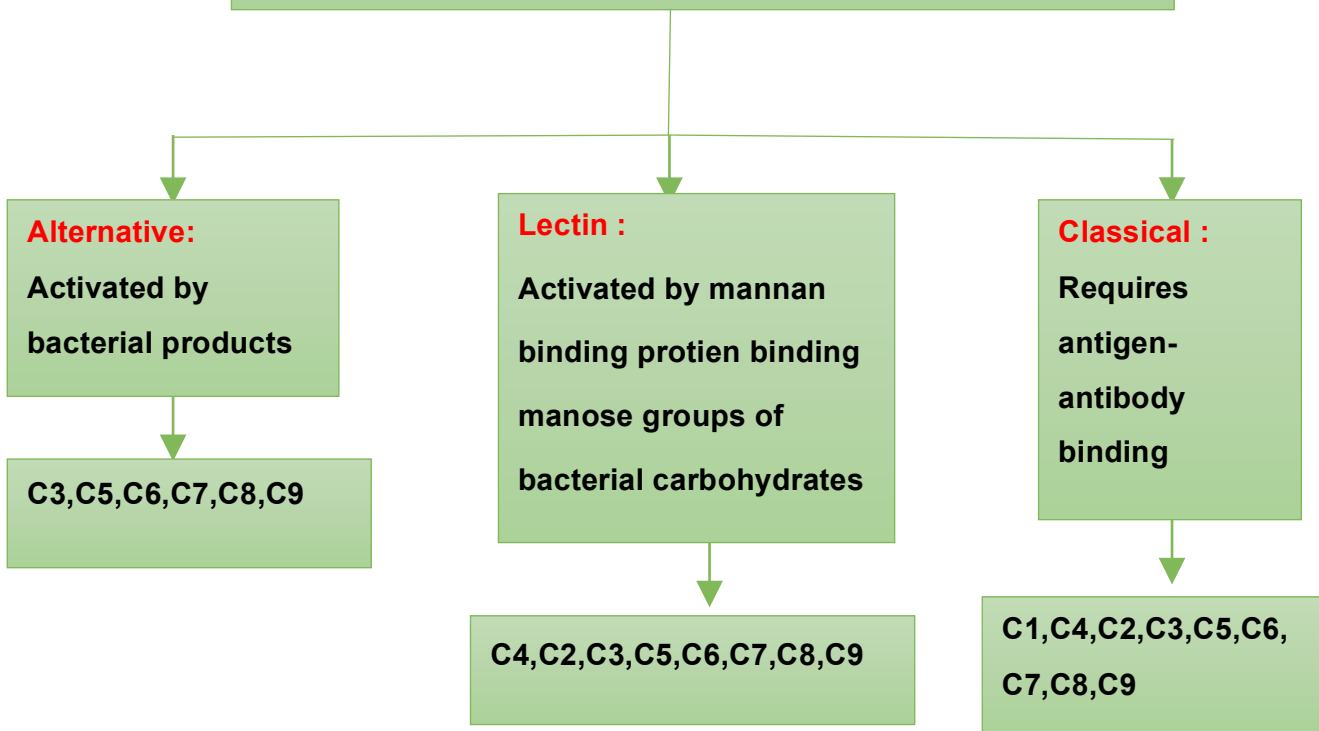 Alternative:
Activated by
bacterial products
C3,C5,C6,C7,C8,C9
Lectin :
Activated by mannan
binding protien binding
manose groups of
bacterial carbohydrates
C4,C2,C3,C5,C6,C7,C8,C9
Classical :
Requires
antigen-
antibody
binding
C1,C4,C2,C3,C5,C6,
C7,C8,C9